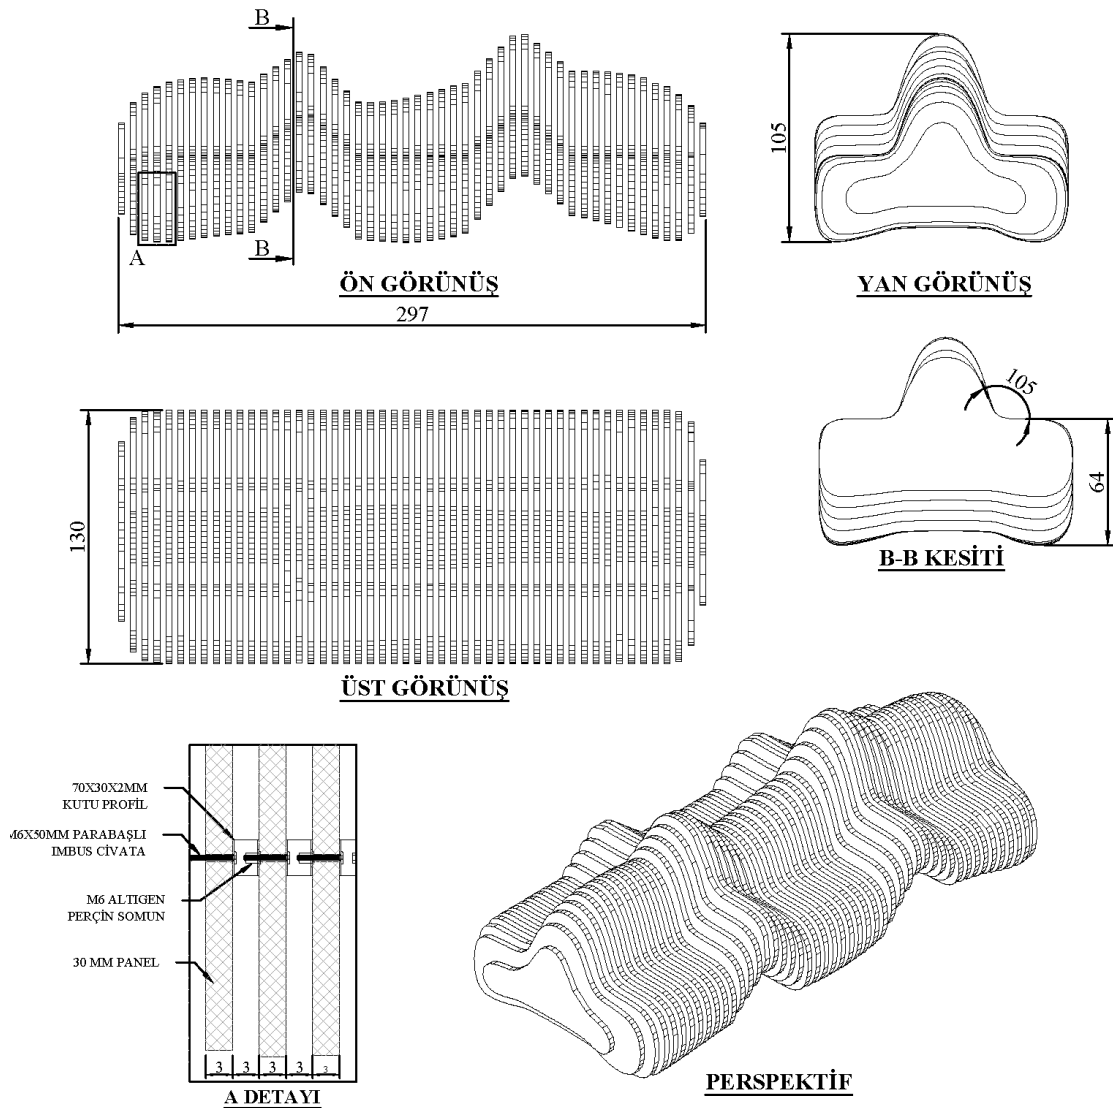 B
105
A
B
ÖN GÖRÜNÜŞ
YAN GÖRÜNÜŞ
297
105
130
64
B-B KESİTİ
ÜST GÖRÜNÜŞ
70X30X2MM
KUTU PROFİL
M6X50MM PARABAŞLI
IMBUS CİVATA
M6 ALTIGEN
PERÇİN SOMUN
30 MM PANEL
3 3 3 3 3
A DETAYI
PERSPEKTİF